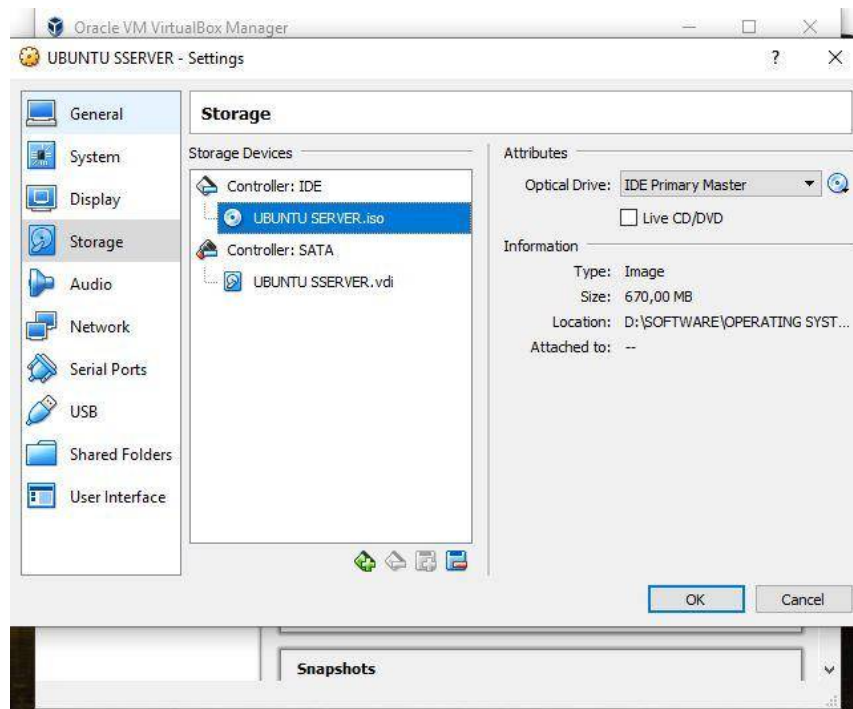 Oracle VM VirtualBox Manager
UBUNTU SSERVER - Settings
?
General
System
Display
Storage
Audio
Network
Serial Ports
USB
Shared Folders
User Interface
Storage
Storage Devices
Controller: IDE
UBUNTU SERVER.iso
Controller: SATA
UBUNTU SSERVER.vdi
Attributes
Optical Drive: IDE Primary Master
Live CD/DVD
Information
Type: Image
Size: 670,00 MB
Location: D:\SOFTWARE\OPERATING SYST...
Attached to: --
OK Cancel
Snapshots